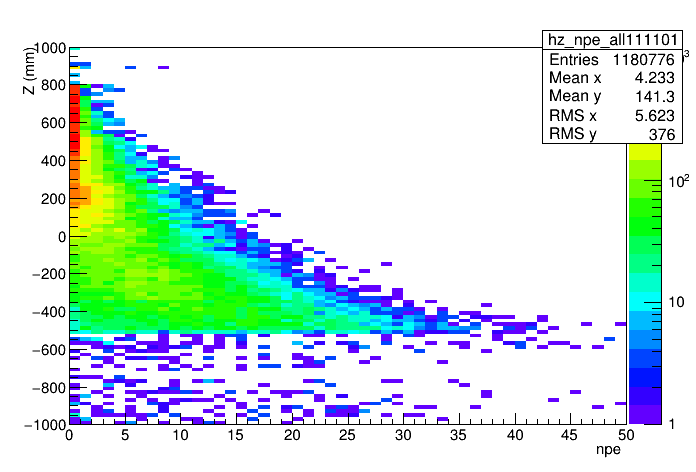 hz_npe_all111101
Entries 1180776
Mean x 4.233
Mean y 141.3
RMS x 5.623
RMS y 376
Z (mm)
1000
800
600
400
200
0
−200
−400
−600
−800
−1000
0 5 10 15 20 25 30 35 40 45 50
npe
3
10²
10
1